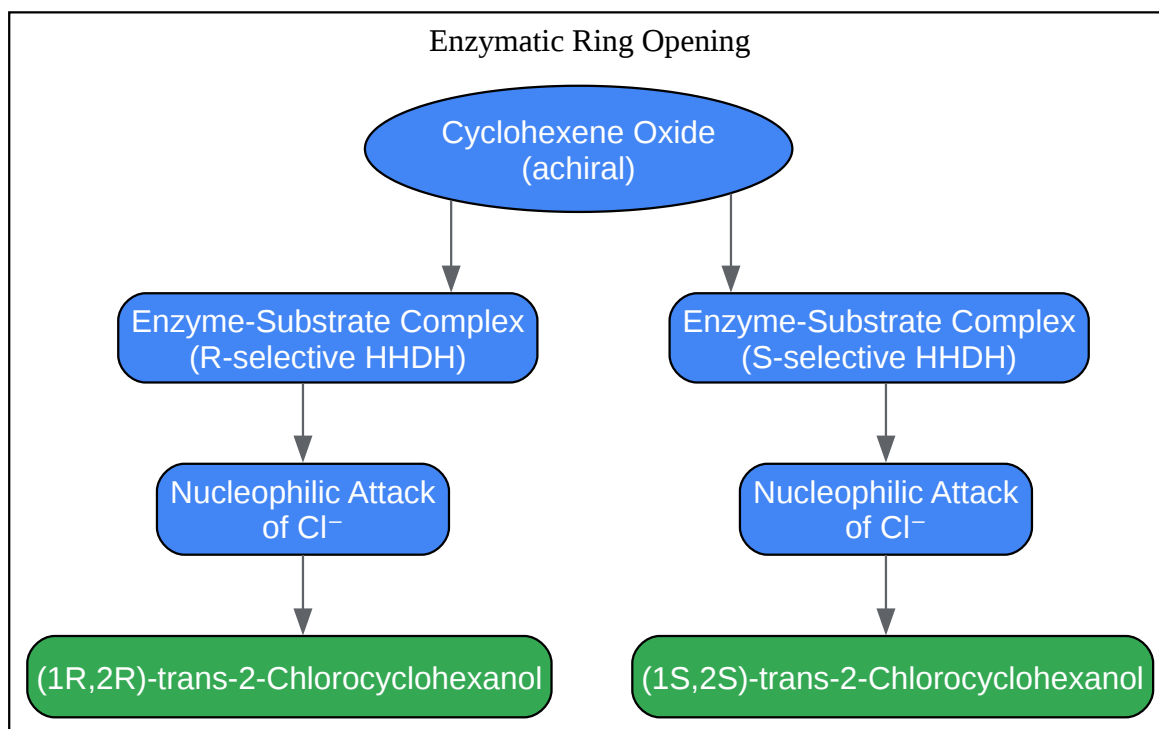 Enzymatic Ring Opening
Cyclohexene Oxide
(achiral)
Enzyme-Substrate Complex
(R-selective HHDH)
Enzyme-Substrate Complex
(S-selective HHDH)
Nucleophilic Attack
of Cl⁻
Nucleophilic Attack
of Cl⁻
(1R,2R)-trans-2-Chlorocyclohexanol
(1S,2S)-trans-2-Chlorocyclohexanol